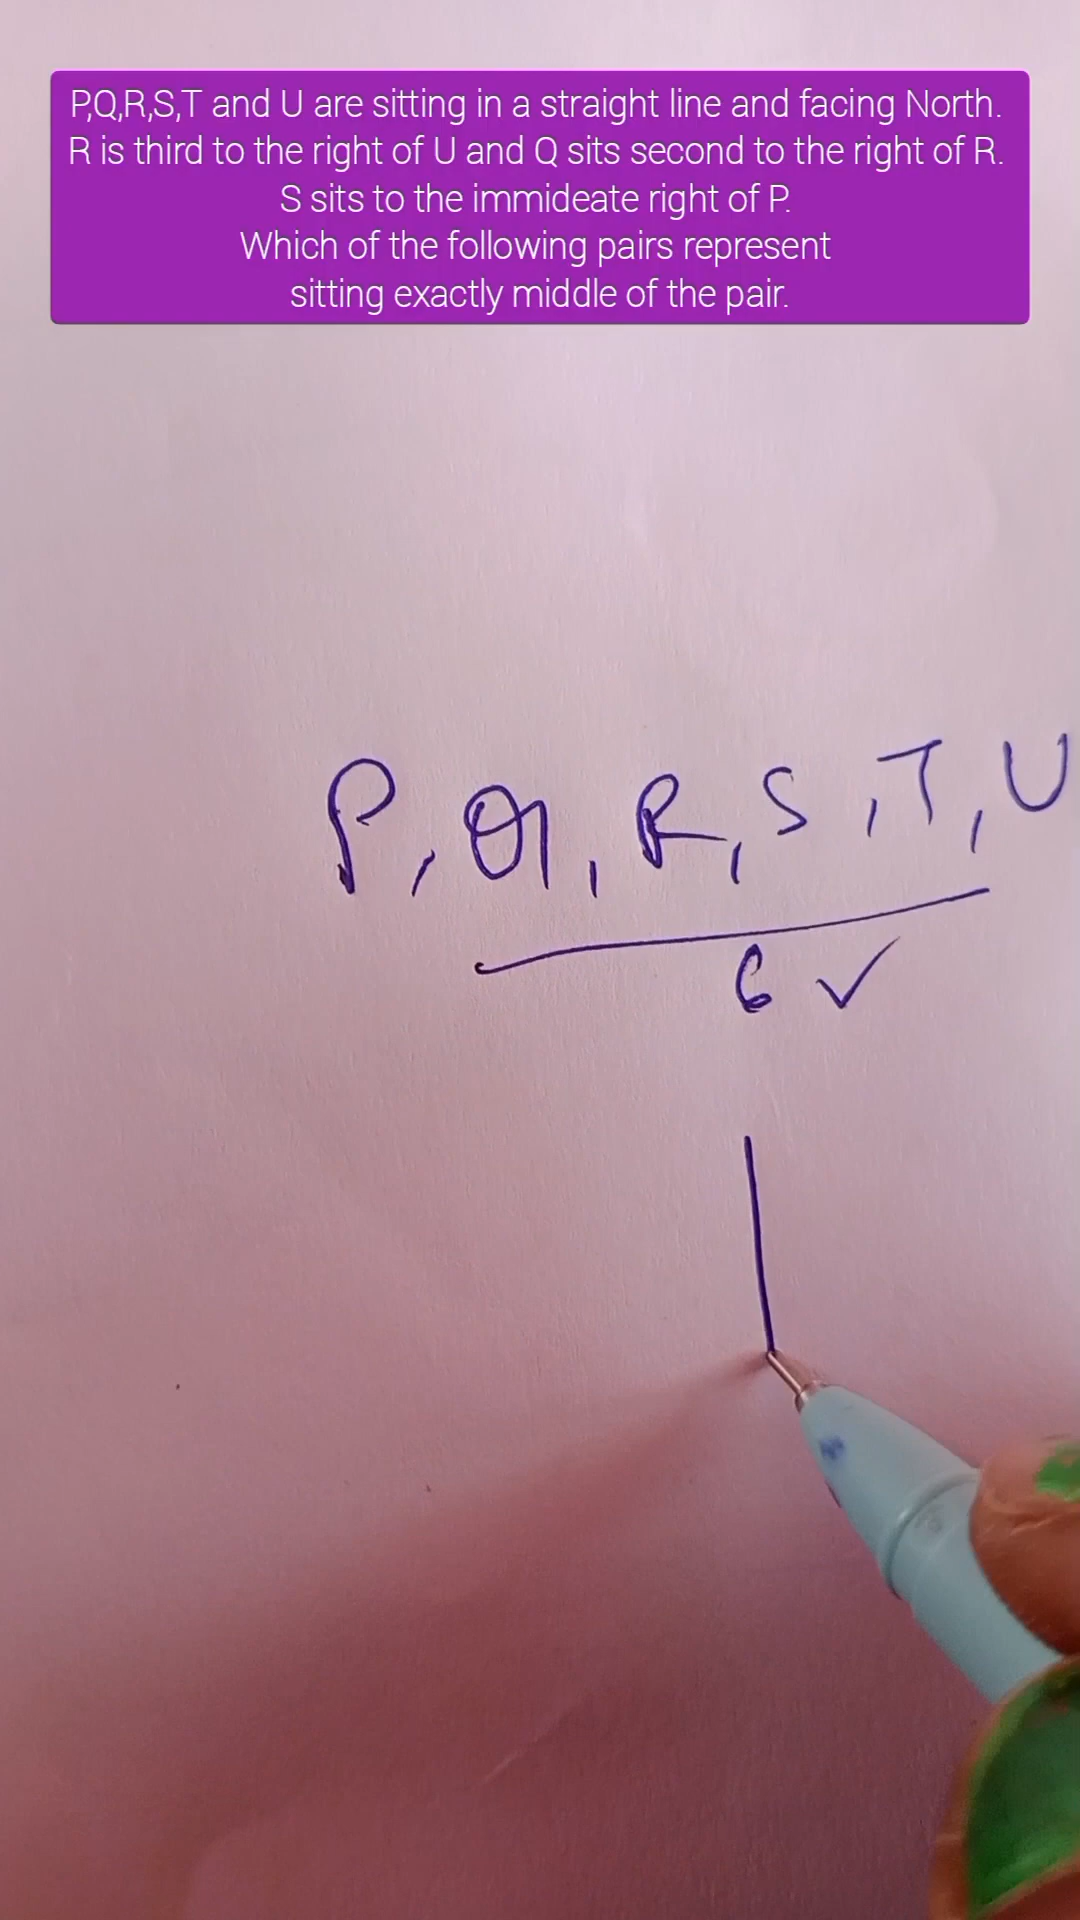 P,Q,R,S,T and U are sitting in a straight line and facing North.
R is third to the right of U and Q sits second to the right of R.
S sits to the immideate right of P.
Which of the following pairs represent
sitting exactly middle of the pair.
P, Q, R, S, T, U
6 ✓